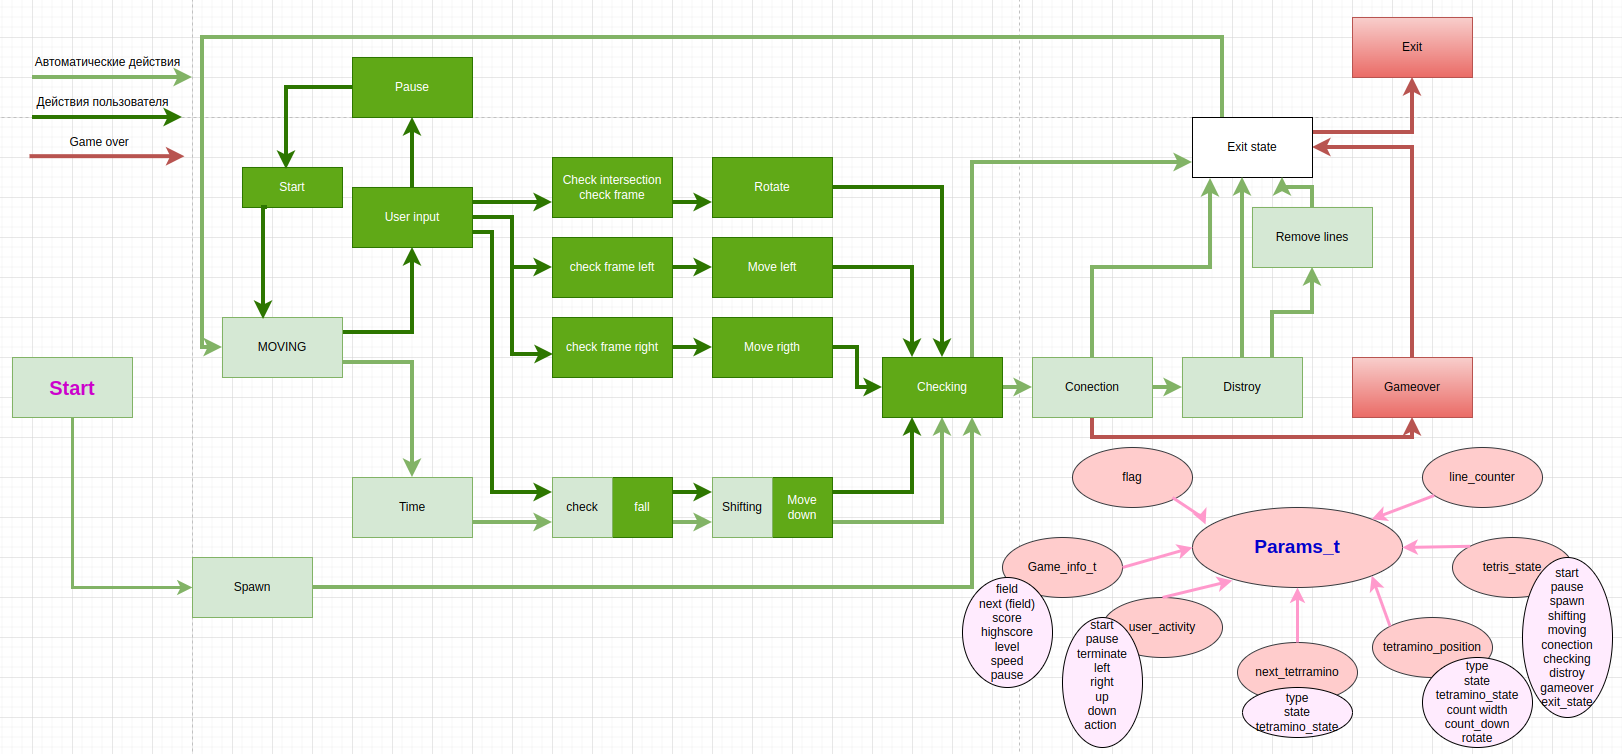 Автоматические действия
Действия пользователя
Game over
Pause
Start
User input
MOVING
Start
Check intersection
check frame
Rotate
check frame left
Move left
check frame right
Move rigth
Checking
Time
check
fall
Shifting
Move
down
Spawn
Exit
Exit state
Remove lines
Conection
Distroy
Gameover
flag
line_counter
Params_t
Game_info_t
field
next (field)
score
highscore
level
speed
pause
user_activity
start
pause
terminate
left
right
up
down
action
next_tetrramino
type
state
tetramino_state
tetramino_position
type
state
tetramino_state
count width
count_down
rotate
tetris_state
start
pause
spawn
shifting
moving
conection
checking
distroy
gameover
exit_state